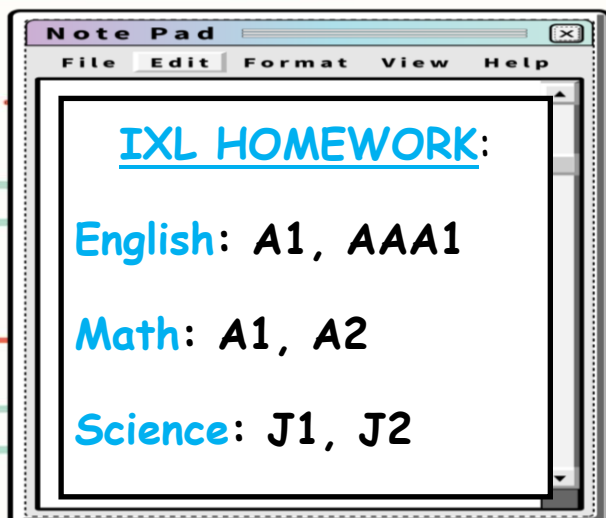 Note Pad
File Edit Format View Help
IXL HOMEWORK:
English: A1, AAA1
Math: A1, A2
Science: J1, J2